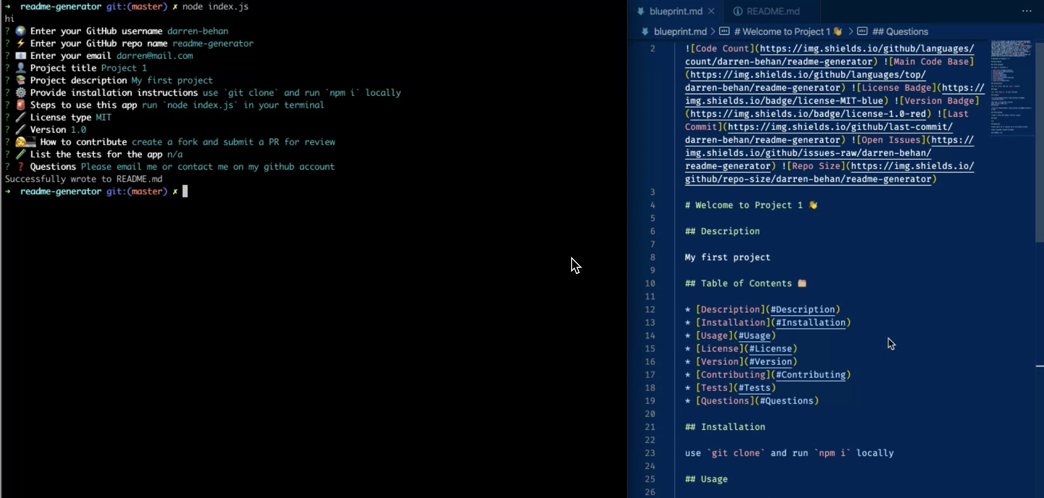 → readme-generator git:(master) ✗ node index.js
hi
? 🌍 Enter your GitHub username darren-behan
? ⚡ Enter your GitHub repo name readme-generator
? 📧 Enter your email darren@mail.com
? 👤 Project title Project 1
? 📚 Project description My first project
? ⚙️ Provide installation instructions use `git clone` and run `npm i` locally
? 🚨 Steps to use this app run `node index.js` in your terminal
? 🖊 License type MIT
? 🖊 Version 1.0
? 👩‍💻 How to contribute create a fork and submit a PR for review
? 🧪 List the tests for the app n/a
? ❓ Questions Please email me or contact me on my github account
Successfully wrote to README.md
→ readme-generator git:(master) ✗
blueprint.md × ⓘ README.md ···
blueprint.md > # Welcome to Project 1 👋 > ## Questions
2 ![Code Count](https://img.shields.io/github/languages/
count/darren-behan/readme-generator) ![Main Code Base]
(https://img.shields.io/github/languages/top/
darren-behan/readme-generator) ![License Badge](https://
img.shields.io/badge/license-MIT-blue) ![Version Badge]
(https://img.shields.io/badge/license-1.0-red) ![Last
Commit](https://img.shields.io/github/last-commit/
darren-behan/readme-generator) ![Open Issues](https://
img.shields.io/github/issues-raw/darren-behan/
readme-generator) ![Repo Size](https://img.shields.io/
github/repo-size/darren-behan/readme-generator)
3
4 # Welcome to Project 1 👋
5
6 ## Description
7
8 My first project
9
10 ## Table of Contents 🗂
11
12 * [Description](#Description)
13 * [Installation](#Installation)
14 * [Usage](#Usage)
15 * [License](#License)
16 * [Version](#Version)
17 * [Contributing](#Contributing)
18 * [Tests](#Tests)
19 * [Questions](#Questions)
20
21 ## Installation
22
23 use `git clone` and run `npm i` locally
24
25 ## Usage
26